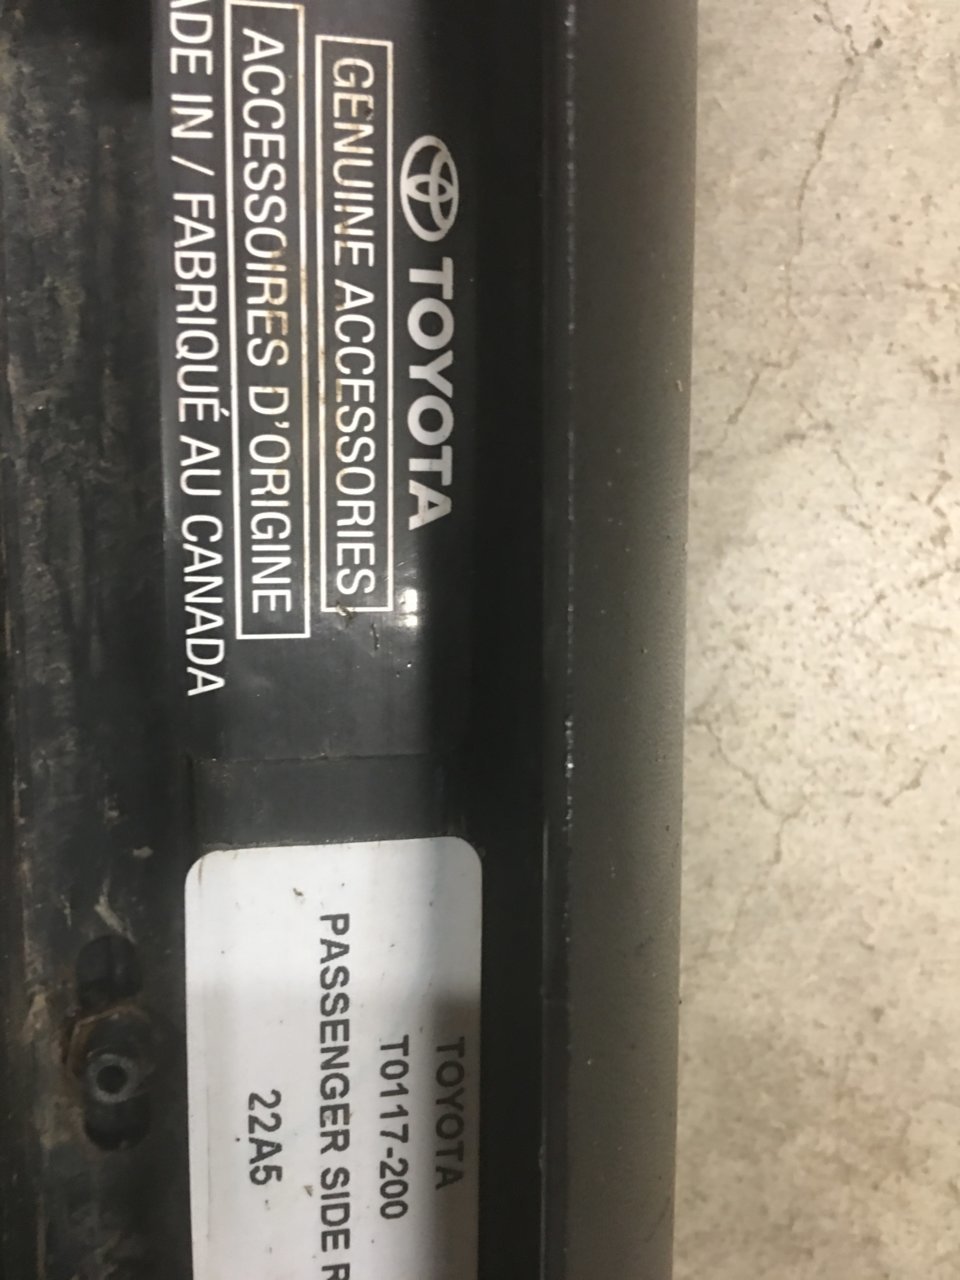 TOYOTA
GENUINE ACCESSORIES
ACCESSOIRES D'ORIGINE
ADE IN / FABRIQUÉ AU CANADA
TOYOTA
T0117-200
PASSENGER SIDE R
22A5